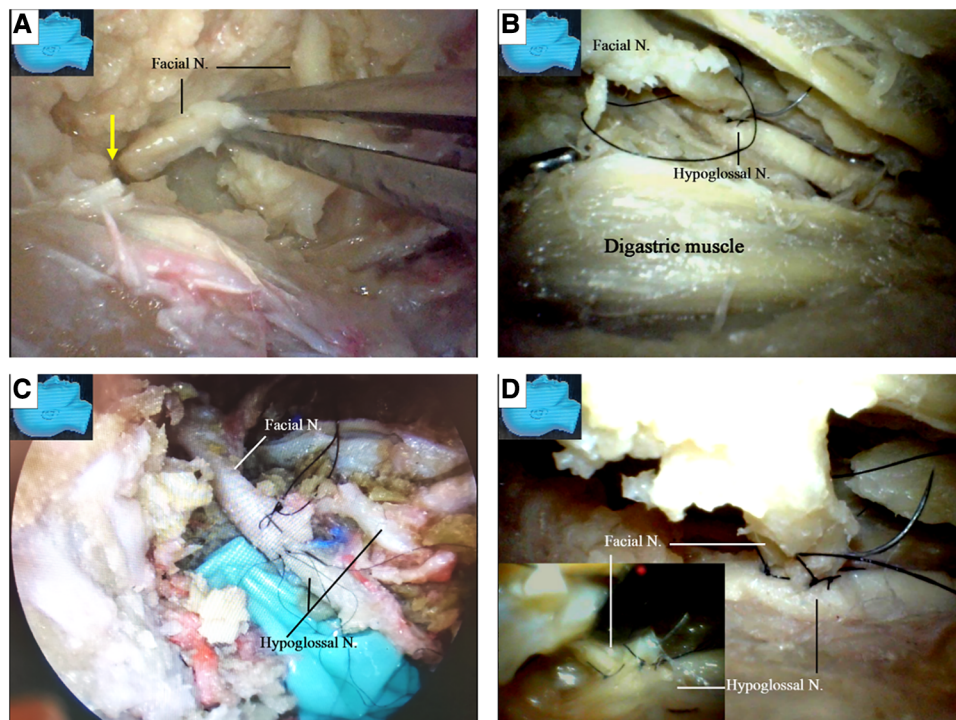 A
Facial N.
B
Facial N.
Hypoglossal N.
Digastric muscle
C
Facial N.
Hypoglossal N.
D
Facial N.
Hypoglossal N.